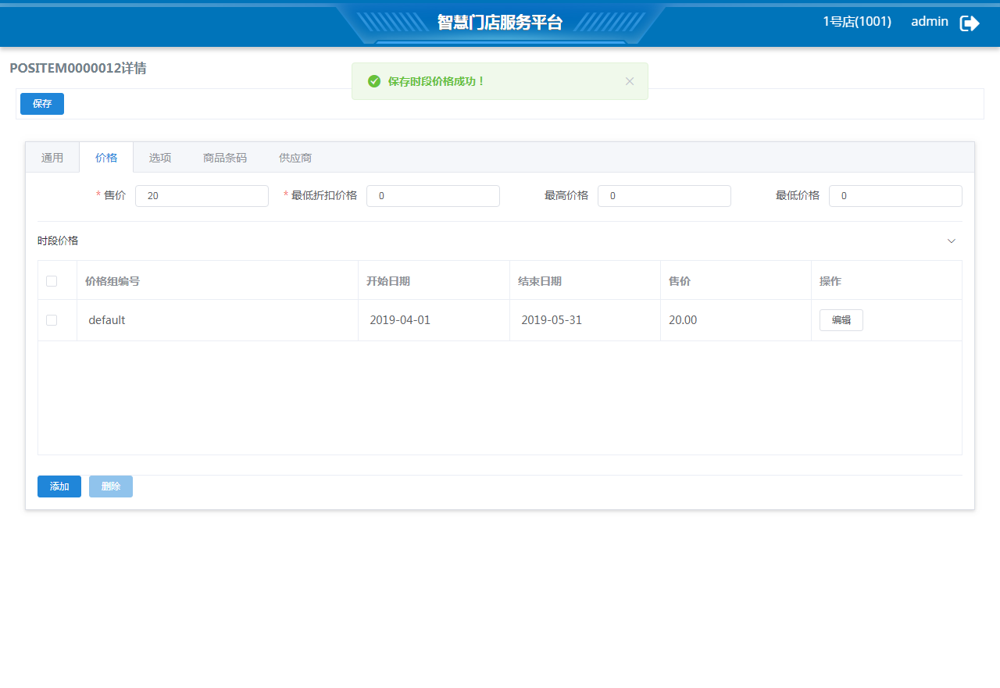 智慧门店服务平台
1号店(1001) admin
POSITEM0000012详情
保存时段价格成功！
保存
通用 价格 选项 商品条码 供应商
* 售价 20 * 最低折扣价格 0 最高价格 0 最低价格 0
时段价格
价格组编号 开始日期 结束日期 售价 操作
default 2019-04-01 2019-05-31 20.00 编辑
添加 删除